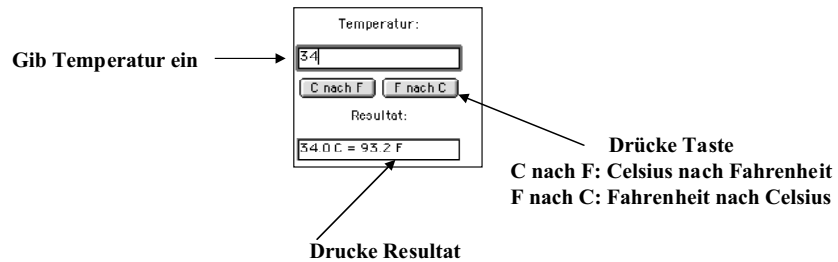 Temperatur:
Gib Temperatur ein
34
C nach F
F nach C
Resultat:
34.0 C = 93.2 F
Drücke Taste
C nach F: Celsius nach Fahrenheit
F nach C: Fahrenheit nach Celsius
Drucke Resultat